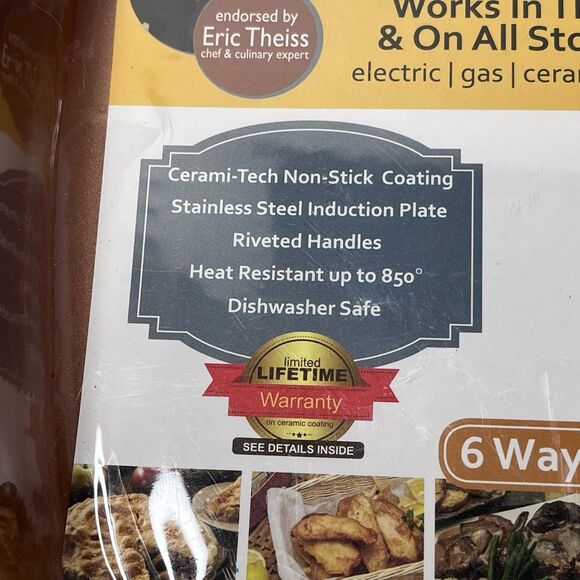 endorsed by
Eric Theiss
chef & culinary expert
Works In
& On All
electric | gas |
Cerami-Tech Non-Stick Coating
Stainless Steel Induction Plate
Riveted Handles
Heat Resistant up to 850°
Dishwasher Safe
limited
LIFETIME
Warranty
on ceramic coating
SEE DETAILS INSIDE
6 Way